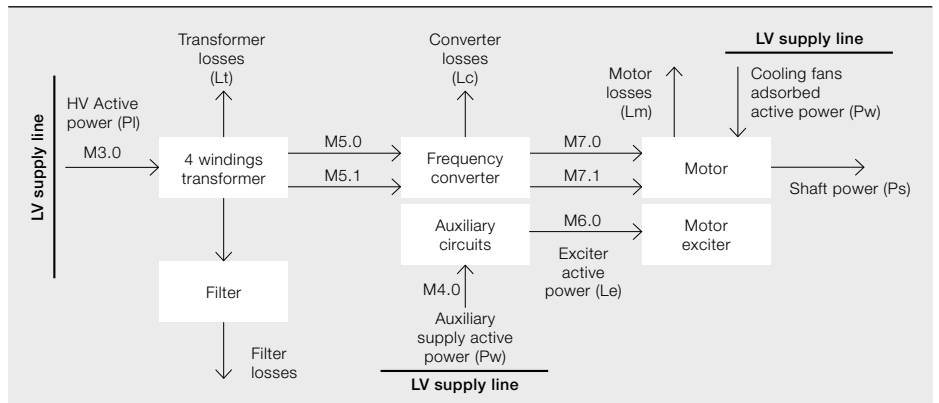 LV supply line
HV Active
power (Pl)
M3.0
Transformer
losses
(Lt)
4 windings
transformer
Filter
Filter
losses
M5.0
M5.1
Converter
losses
(Lc)
Frequency
converter
Auxiliary
circuits
M4.0
Auxiliary
supply active
power (Pw)
LV supply line
M7.0
M7.1
M6.0
Exciter
active
power (Le)
Motor
losses
(Lm)
LV supply line
Cooling fans
adsorbed
active power (Pw)
Motor
Shaft power (Ps)
Motor
exciter